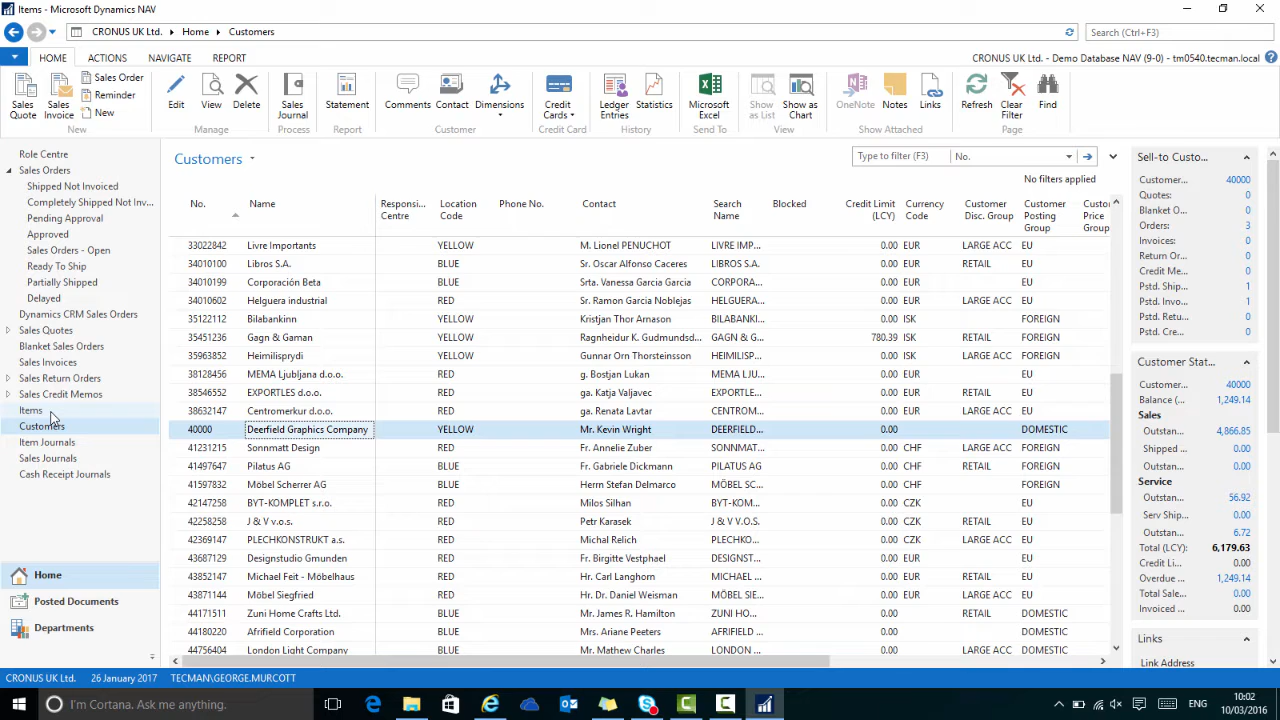 Items - Microsoft Dynamics NAV
CRONUS UK Ltd. Home Customers
Search (Ctrl+F3)
HOME ACTIONS NAVIGATE REPORT
CRONUS UK Ltd. - Demo Database NAV (9-0) - tm0540.tecman.local
Sales Quote
Sales Invoice
Sales Order
Reminder
New
New
Edit
View
Delete
Manage
Sales Journal
Process
Statement
Report
Comments
Contact
Dimensions
Customer
Credit Cards
Credit Card
Ledger Entries
Statistics
History
Microsoft Excel
Send To
Show as List
Show as Chart
View
OneNote
Notes
Links
Show Attached
Refresh
Clear Filter
Find
Page
Role Centre
Sales Orders
Shipped Not Invoiced
Completely Shipped Not Inv...
Pending Approval
Approved
Sales Orders - Open
Ready To Ship
Partially Shipped
Delayed
Dynamics CRM Sales Orders
Sales Quotes
Blanket Sales Orders
Sales Invoices
Sales Return Orders
Sales Credit Memos
Items
Customers
Item Journals
Sales Journals
Cash Receipt Journals
Home
Posted Documents
Departments
Customers
Type to filter (F3) No.
No filters applied
No. Name Responsi... Centre Location Code Phone No. Contact Search Name Blocked Credit Limit (LCY) Currency Code Customer Disc. Group Customer Posting Group Custo Price Group
33022842 Livre Importants YELLOW M. Lionel PENUCHOT LIVRE IMP... 0.00 EUR LARGE ACC EU
34010100 Libros S.A. BLUE Sr. Oscar Alfonso Caceres LIBROS S.A. 0.00 EUR RETAIL EU
34010199 Corporación Beta BLUE Srta. Vanessa Garcia Garcia CORPORA... 0.00 EUR EU
34010602 Helguera industrial RED Sr. Ramon Garcia Noblejas HELGUERA... 0.00 EUR LARGE ACC EU
35122112 Bilabankinn YELLOW Kristjan Thor Arnason BILABANKI... 0.00 ISK FOREIGN
35451236 Gagn & Gaman YELLOW Ragnheidur K. Gudmundsd... GAGN & G... 780.39 ISK RETAIL FOREIGN
35963852 Heimilisprydi YELLOW Gunnar Orn Thorsteinsson HEIMILISP... 0.00 ISK LARGE ACC FOREIGN
38128456 MEMA Ljubljana d.o.o. RED g. Bostjan Lukan MEMA LJU... 0.00 EUR EU
38546552 EXPORTLES d.o.o. RED ga. Katja Valjavec EXPORTLE... 0.00 EUR RETAIL EU
38632147 Centromerkur d.o.o. RED ga. Renata Lavtar CENTROM... 0.00 EUR LARGE ACC EU
40000 Deerfield Graphics Company YELLOW Mr. Kevin Wright DEERFIELD... 0.00 DOMESTIC
41231215 Sonnmatt Design RED Fr. Annelie Zuber SONNMAT... 0.00 CHF LARGE ACC FOREIGN
41497647 Pilatus AG BLUE Fr. Gabriele Dickmann PILATUS AG 0.00 CHF RETAIL FOREIGN
41597832 Möbel Scherrer AG BLUE Herrn Stefan Delmarco MÖBEL SC... 0.00 CHF FOREIGN
42147258 BYT-KOMPLET s.r.o. RED Milos Silhan BYT-KOM... 0.00 CZK LARGE ACC EU
42258258 J & V v.o.s. RED Petr Karasek J & V V.O.S. 0.00 CZK RETAIL EU
42369147 PLECHKONSTRUKT a.s. RED Michal Relich PLECHKO... 0.00 CZK EU
43687129 Designstudio Gmunden RED Fr. Birgitte Vestphael DESIGNST... 0.00 EUR LARGE ACC EU
43852147 Michael Feit - Möbelhaus RED Hr. Carl Langhorn MICHAEL ... 0.00 EUR RETAIL EU
43871144 Möbel Siegfried RED Hr. Dr. Daniel Weisman MÖBEL SIE... 0.00 EUR LARGE ACC EU
44171511 Zuni Home Crafts Ltd. BLUE Mr. James R. Hamilton ZUNI HO... 0.00 RETAIL DOMESTIC
44180220 Afrifield Corporation BLUE Mrs. Ariane Peeters AFRIFIELD ... 0.00 DOMESTIC
44756404 London Light Company BLUE Mr. Mathew Charles LONDON ... 0.00 LARGE ACC DOMESTIC
Sell-to Custo...
Customer... 40000
Quotes: 0
Blanket O... 0
Orders: 3
Invoices: 0
Return Or... 0
Credit Me... 0
Pstd. Ship... 1
Pstd. Invo... 1
Pstd. Retu... 0
Pstd. Cre... 0
Customer Stat...
Customer... 40000
Balance (... 1,249.14
Sales
Outstan... 4,866.85
Shipped ... 0.00
Outstan... 0.00
Service
Outstan... 56.92
Serv Ship... 0.00
Outstan... 6.72
Total (LCY): 6,179.63
Credit Li... 0.00
Overdue ... 1,249.14
Total Sale... 0.00
Invoiced ... 0.00
Links
Link Address
CRONUS UK Ltd. 26 January 2017 TECMAN\GEORGE.MURCOTT
I'm Cortana. Ask me anything.
ENG
10:02
10/03/2016